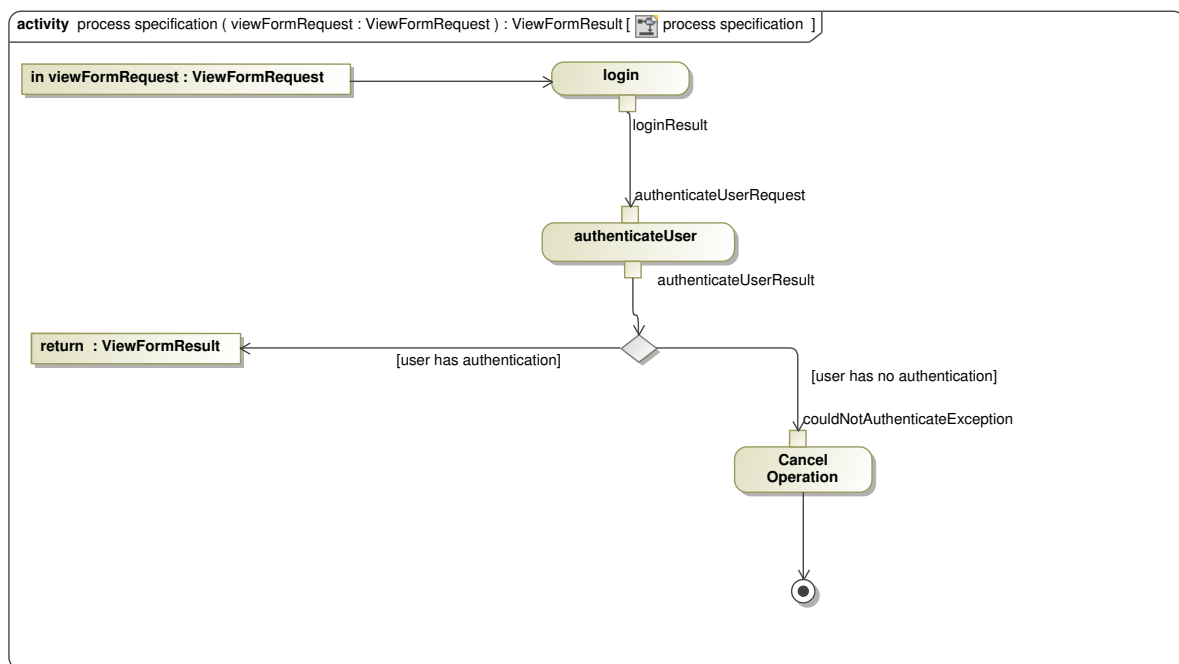 activity process specification ( viewFormRequest : ViewFormRequest ) : ViewFormResult [ process specification ]
in viewFormRequest : ViewFormRequest
login
loginResult
authenticateUserRequest
authenticateUser
authenticateUserResult
return : ViewFormResult
[user has authentication]
[user has no authentication]
couldNotAuthenticateException
Cancel
Operation